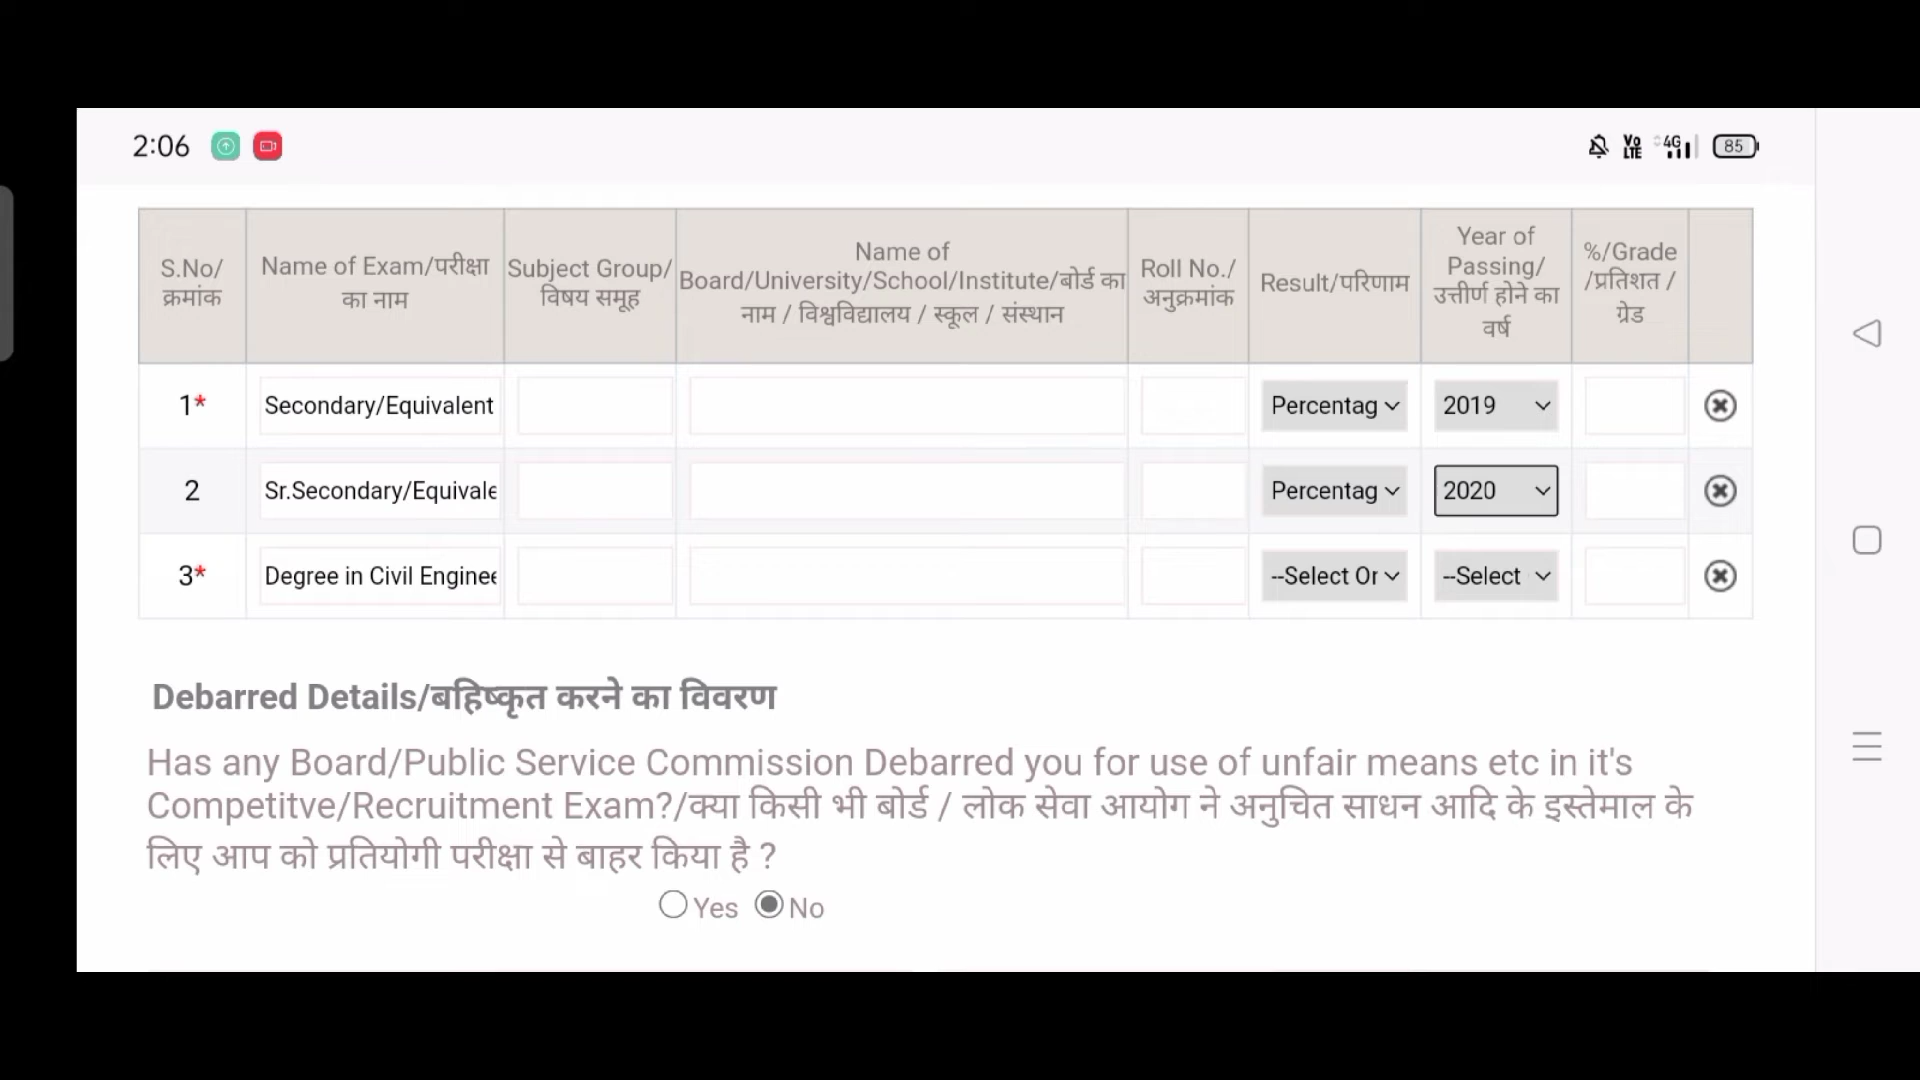 2:06
Vo LTE 4G 85
S.No/
क्रमांक
Name of Exam/परीक्षा
का नाम
Subject Group/
विषय समूह
Name of
Board/University/School/Institute/बोर्ड का
नाम / विश्वविद्यालय / स्कूल / संस्थान
Roll No./
अनुक्रमांक
Result/परिणाम
Year of
Passing/
उत्तीर्ण होने का
वर्ष
%/Grade
/प्रतिशत /
ग्रेड
1* Secondary/Equivalent Percentag 2019
2 Sr.Secondary/Equivale Percentag 2020
3* Degree in Civil Enginee --Select Or --Select
Debarred Details/बहिष्कृत करने का विवरण
Has any Board/Public Service Commission Debarred you for use of unfair means etc in it's
Competitve/Recruitment Exam?/क्या किसी भी बोर्ड / लोक सेवा आयोग ने अनुचित साधन आदि के इस्तेमाल के
लिए आप को प्रतियोगी परीक्षा से बाहर किया है ?
Yes No